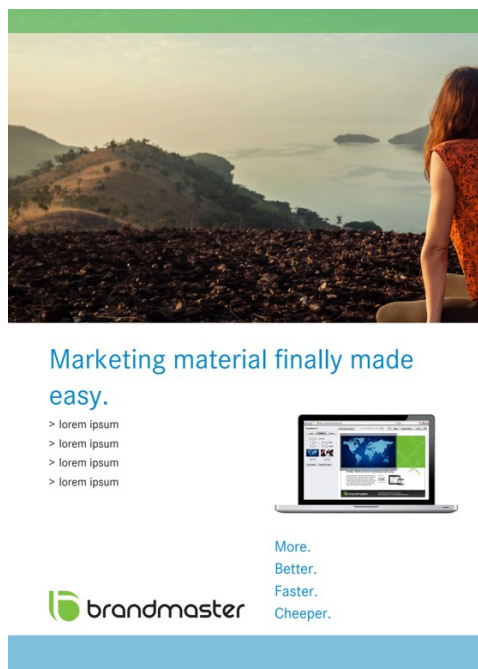 Marketing material finally made
easy.
> lorem ipsum
> lorem ipsum
> lorem ipsum
> lorem ipsum
More.
Better.
Faster.
Cheeper.
brandmaster